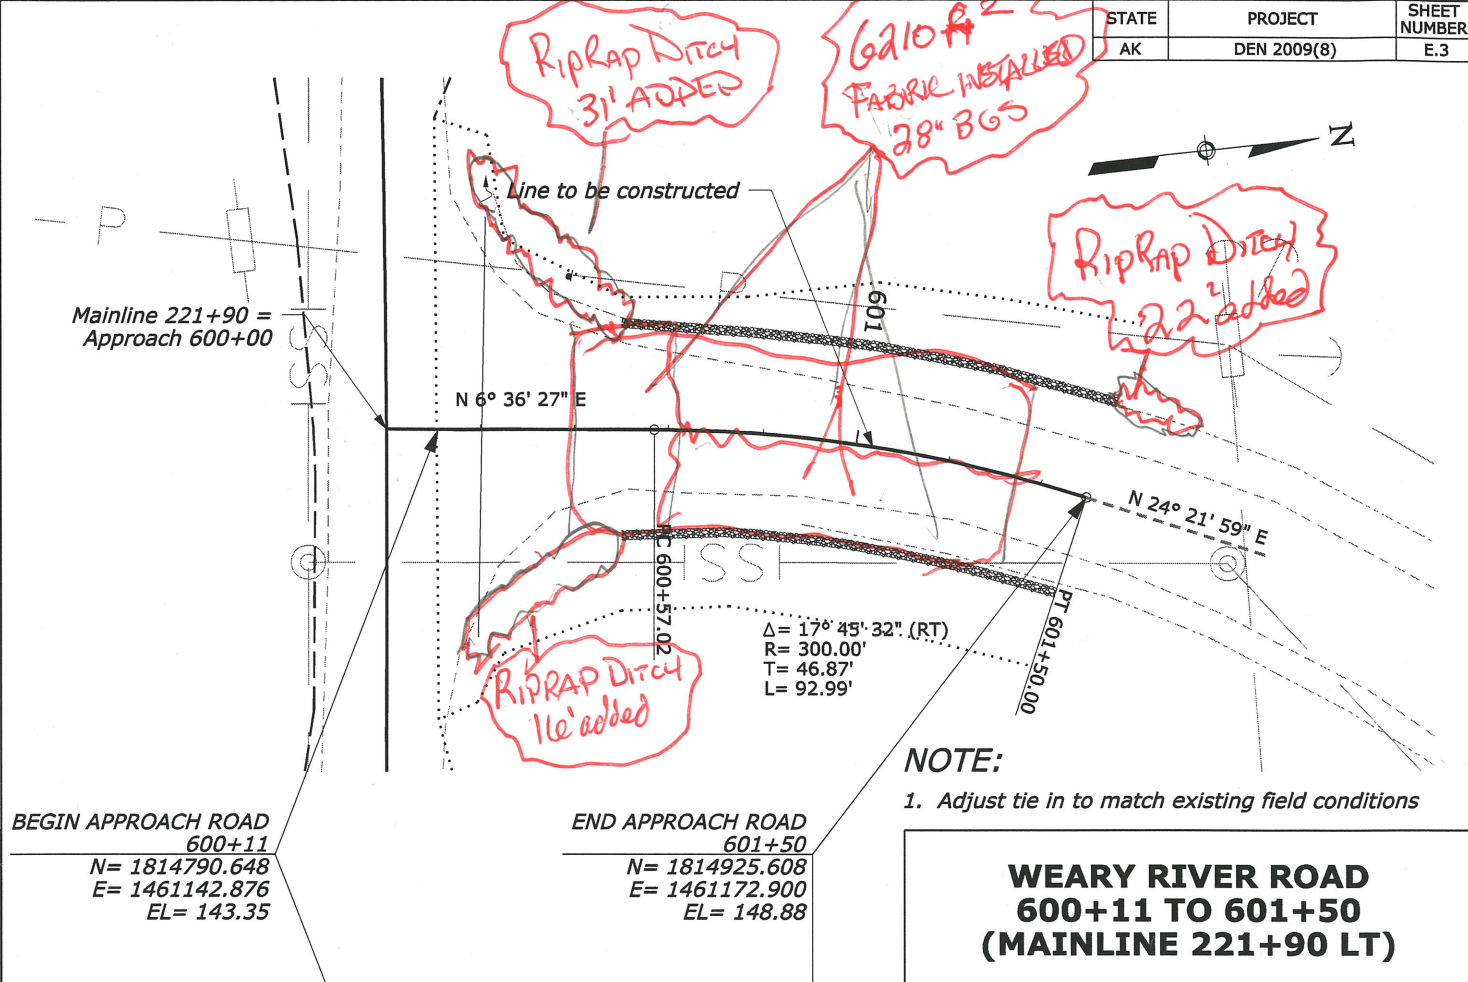 STATE
PROJECT
SHEET
NUMBER
AK
DEN 2009(8)
E.3
RIPRAP DITCH
31' ADDED
6210 ft²
FABRIC INSTALLED
28" BGS
N
Line to be constructed
RIPRAP DITCH
22' added
P
P
601
Mainline 221+90 =
Approach 600+00
N 6° 36' 27" E
N 24° 21' 59" E
PC 600+57.02
PT 601+50.00
Δ= 17° 45' 32" (RT)
R= 300.00'
T= 46.87'
L= 92.99'
RIPRAP DITCH
16' added
NOTE:
1. Adjust tie in to match existing field conditions
BEGIN APPROACH ROAD
600+11
N= 1814790.648
E= 1461142.876
EL= 143.35
END APPROACH ROAD
601+50
N= 1814925.608
E= 1461172.900
EL= 148.88
WEARY RIVER ROAD
600+11 TO 601+50
(MAINLINE 221+90 LT)